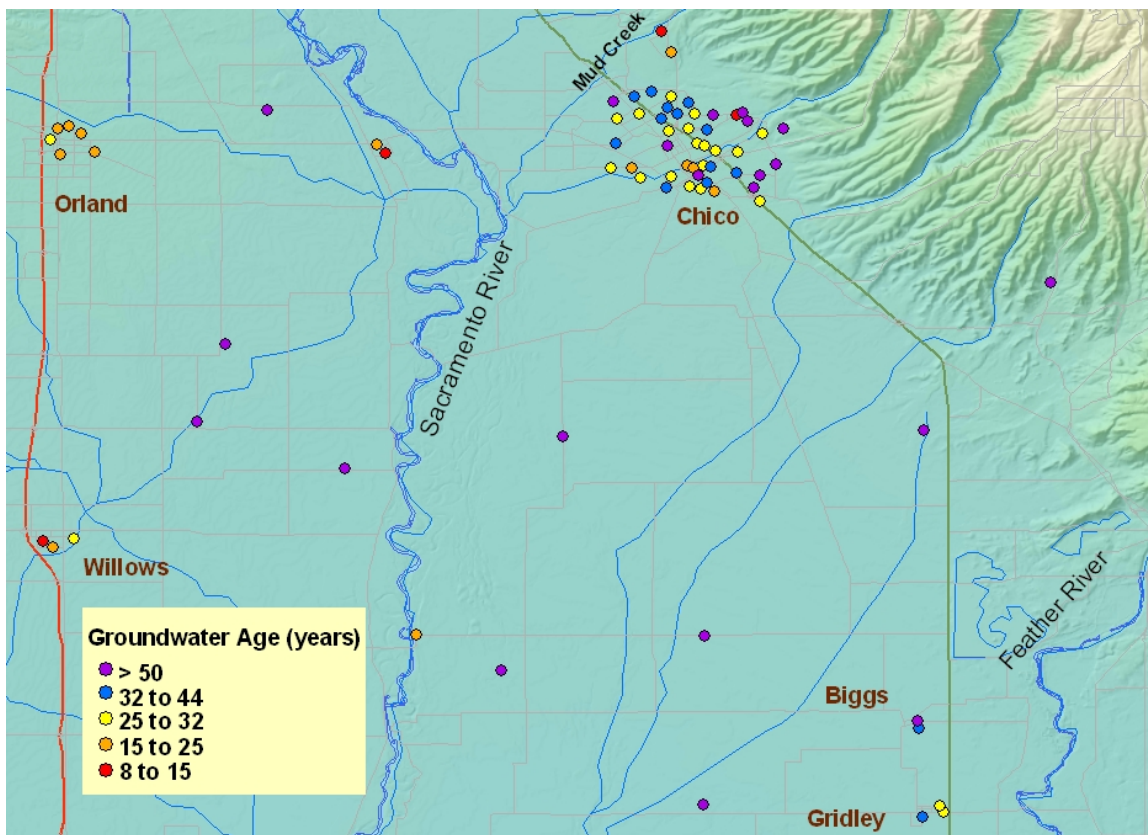 Mud Creek
Orland
Chico
Sacramento River
Willows
Feather River
Groundwater Age (years)
> 50
32 to 44
25 to 32
15 to 25
8 to 15
Biggs
Gridley